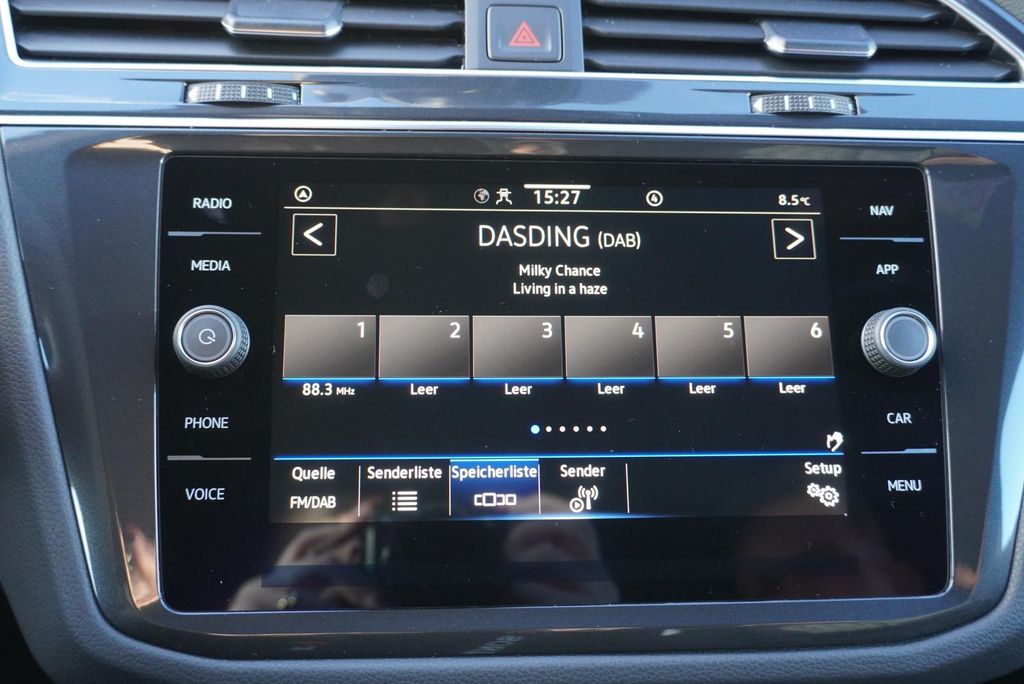 RADIO
MEDIA
PHONE
VOICE
15:27
4
8.5°C
<
DASDING (DAB)
>
Milky Chance
Living in a haze
1 2 3 4 5 6
88.3 MHz Leer Leer Leer Leer Leer
Quelle Senderliste Speicherliste Sender Setup
FM/DAB
NAV
APP
CAR
MENU